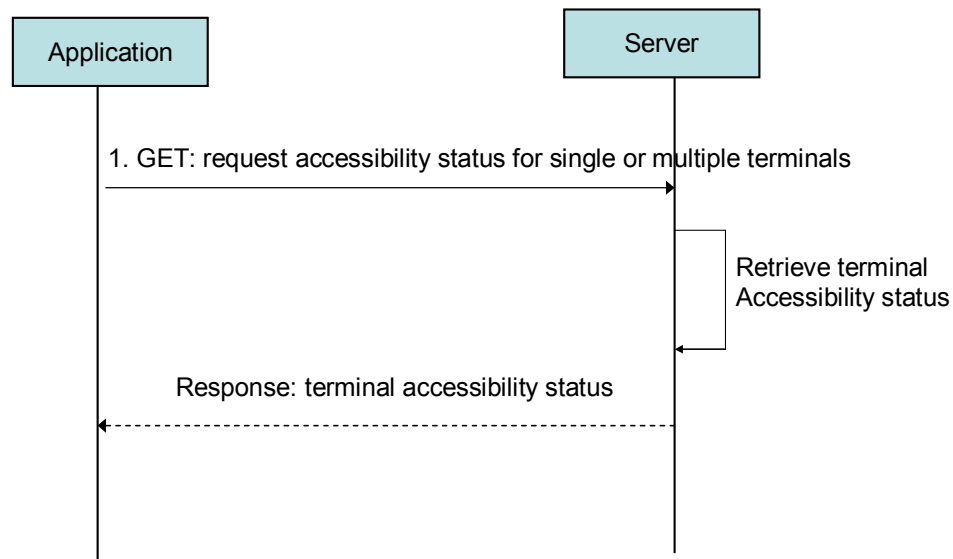 Application
Server
1. GET: request accessibility status for single or multiple terminals
Retrieve terminal
Accessibility status
Response: terminal accessibility status